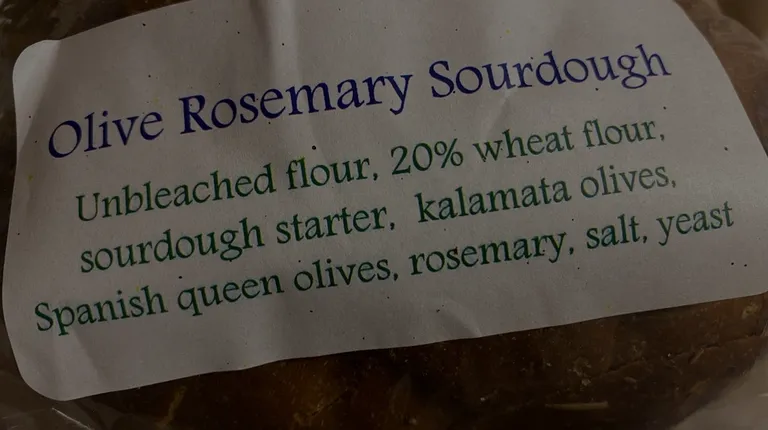 Olive Rosemary Sourdough
Unbleached flour, 20% wheat flour,
sourdough starter, kalamata olives,
Spanish queen olives, rosemary, salt, yeast